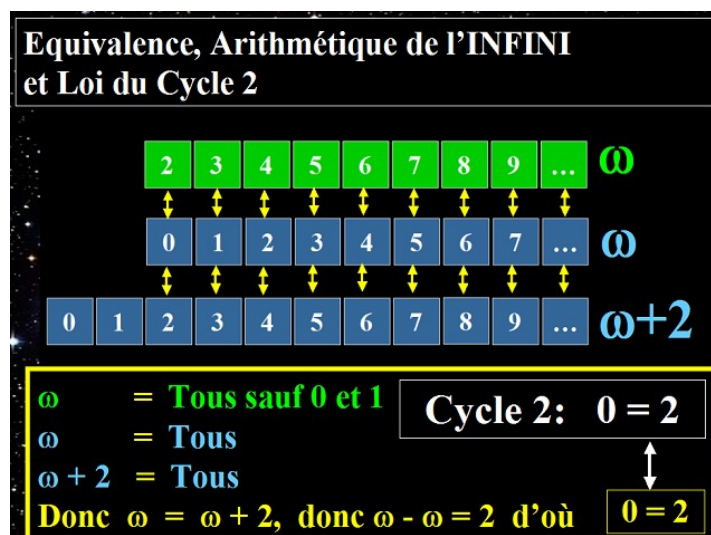 Equivalence, Arithmétique de l'INFINI
et Loi du Cycle 2
2 3 4 5 6 7 8 9 ... ω
0 1 2 3 4 5 6 7 ... ω
0 1 2 3 4 5 6 7 8 9 ... ω+2
ω = Tous sauf 0 et 1
ω = Tous
ω + 2 = Tous
Donc ω = ω + 2, donc ω - ω = 2 d'où
Cycle 2: 0 = 2
0 = 2